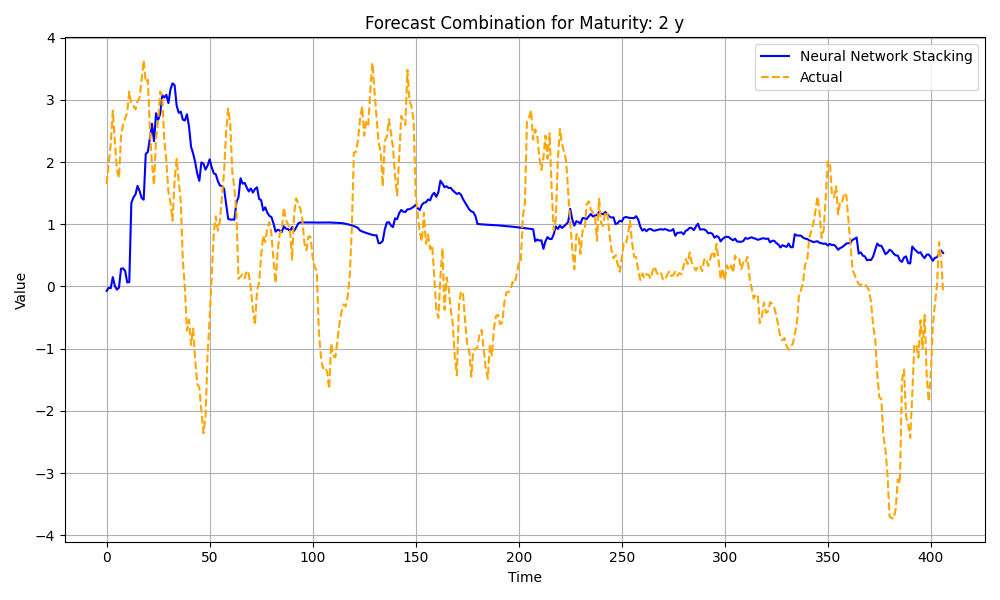 Forecast Combination for Maturity: 2 y
Neural Network Stacking
Actual
Value
4
3
2
1
0
−1
−2
−3
−4
0 50 100 150 200 250 300 350 400
Time